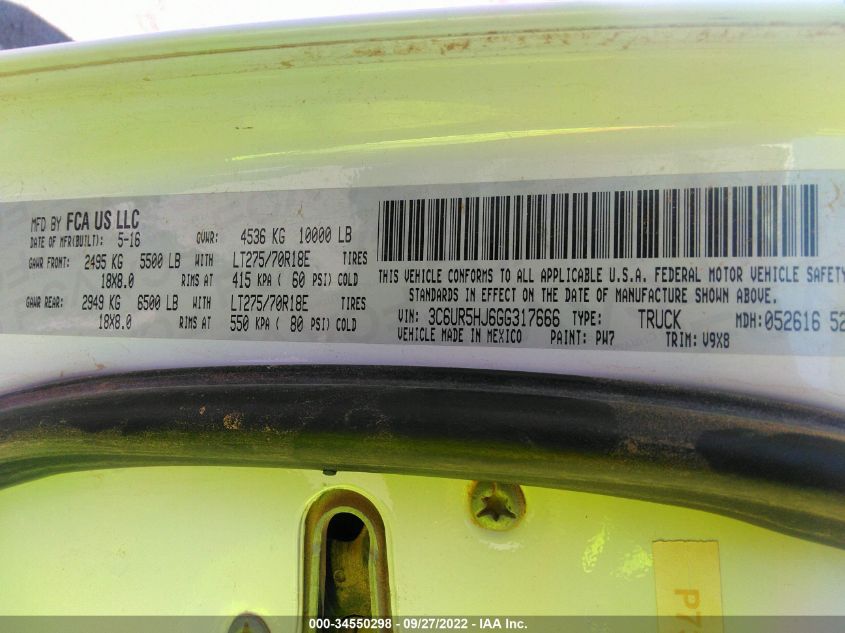 MFD BY FCA US LLC
DATE OF MFR(BUILT): 5-16 GVWR: 4536 KG 10000 LB
GAWR FRONT: 2495 KG 5500 LB WITH LT275/70R18E TIRES
18X8.0 RIMS AT 415 KPA ( 60 PSI) COLD
GAWR REAR: 2949 KG 6500 LB WITH LT275/70R18E TIRES
18X8.0 RIMS AT 550 KPA ( 80 PSI) COLD
THIS VEHICLE CONFORMS TO ALL APPLICABLE U.S.A. FEDERAL MOTOR VEHICLE SAFETY
STANDARDS IN EFFECT ON THE DATE OF MANUFACTURE SHOWN ABOVE.
VIN: 3C6UR5HJ6GG317666 TYPE: TRUCK MDH:052616 52
VEHICLE MADE IN MEXICO PAINT: PW7 TRIM: V9X8
P7
000-34550298 - 09/27/2022 - IAA Inc.